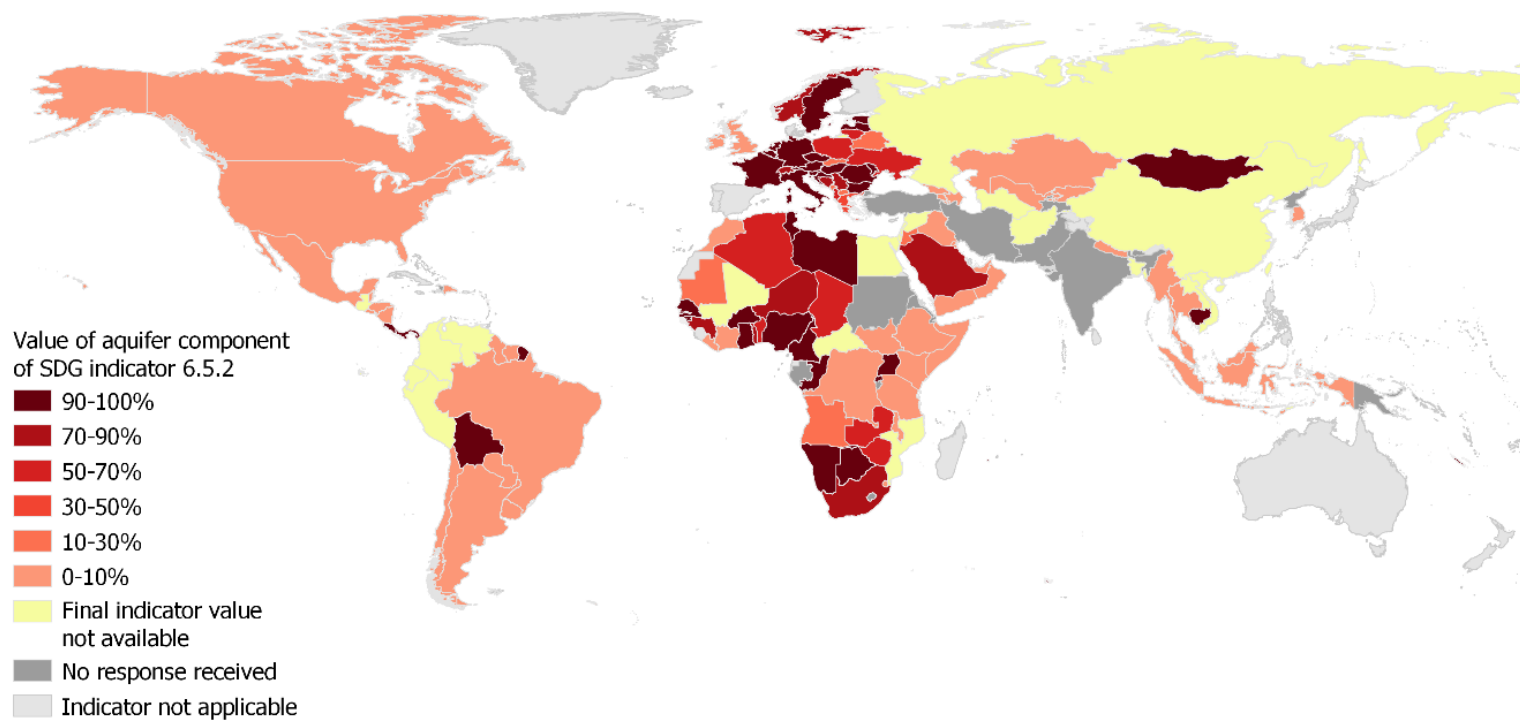 Value of aquifer component
of SDG indicator 6.5.2
90-100%
70-90%
50-70%
30-50%
10-30%
0-10%
Final indicator value
not available
No response received
Indicator not applicable